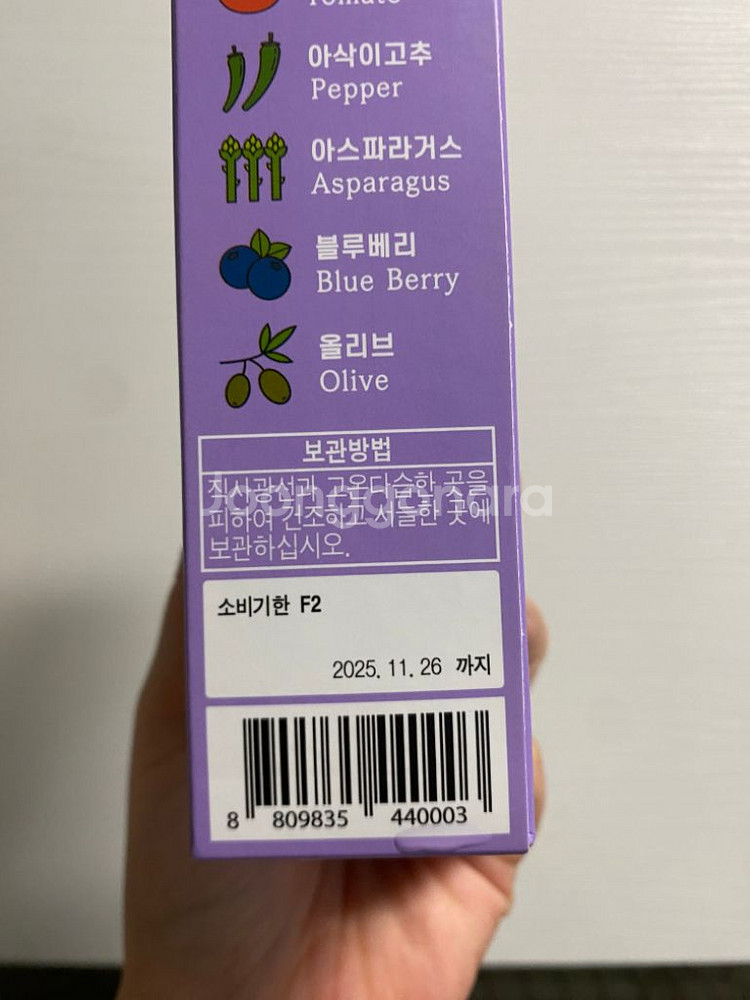 Tomato
아삭이고추
Pepper
아스파라거스
Asparagus
블루베리
Blue Berry
올리브
Olive
보관방법
직사광선과 고온다습한 곳을
피하여 건조하고 서늘한 곳에
보관하십시오.
Joonggonara
소비기한 F2
2025. 11. 26 까지
8 809835 440003